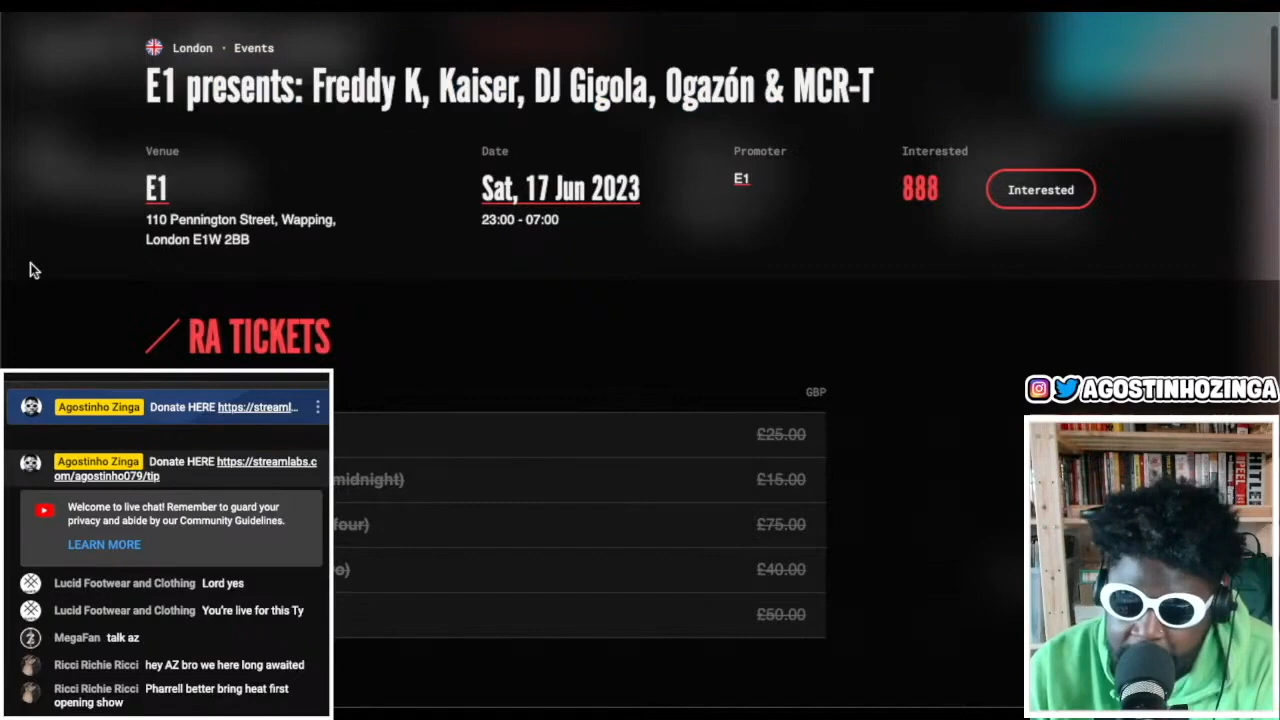 London · Events
E1 presents: Freddy K, Kaiser, DJ Gigola, Ogazón & MCR-T
Venue
E1
110 Pennington Street, Wapping,
London E1W 2BB
Date
Sat, 17 Jun 2023
23:00 - 07:00
Promoter
E1
Interested
888
Interested
RA TICKETS
GBP
£25.00
midnight) £15.00
four) £75.00
o) £40.00
£50.00
Agostinho Zinga Donate HERE https://streaml...
Agostinho Zinga Donate HERE https://streamlabs.c
om/agostinho079/tip
Welcome to live chat! Remember to guard your
privacy and abide by our Community Guidelines.
LEARN MORE
Lucid Footwear and Clothing Lord yes
Lucid Footwear and Clothing You're live for this Ty
MegaFan talk az
Ricci Richie Ricci hey AZ bro we here long awaited
Ricci Richie Ricci Pharrell better bring heat first
opening show
AGOSTINHOZINGA
PEEL
HITLER